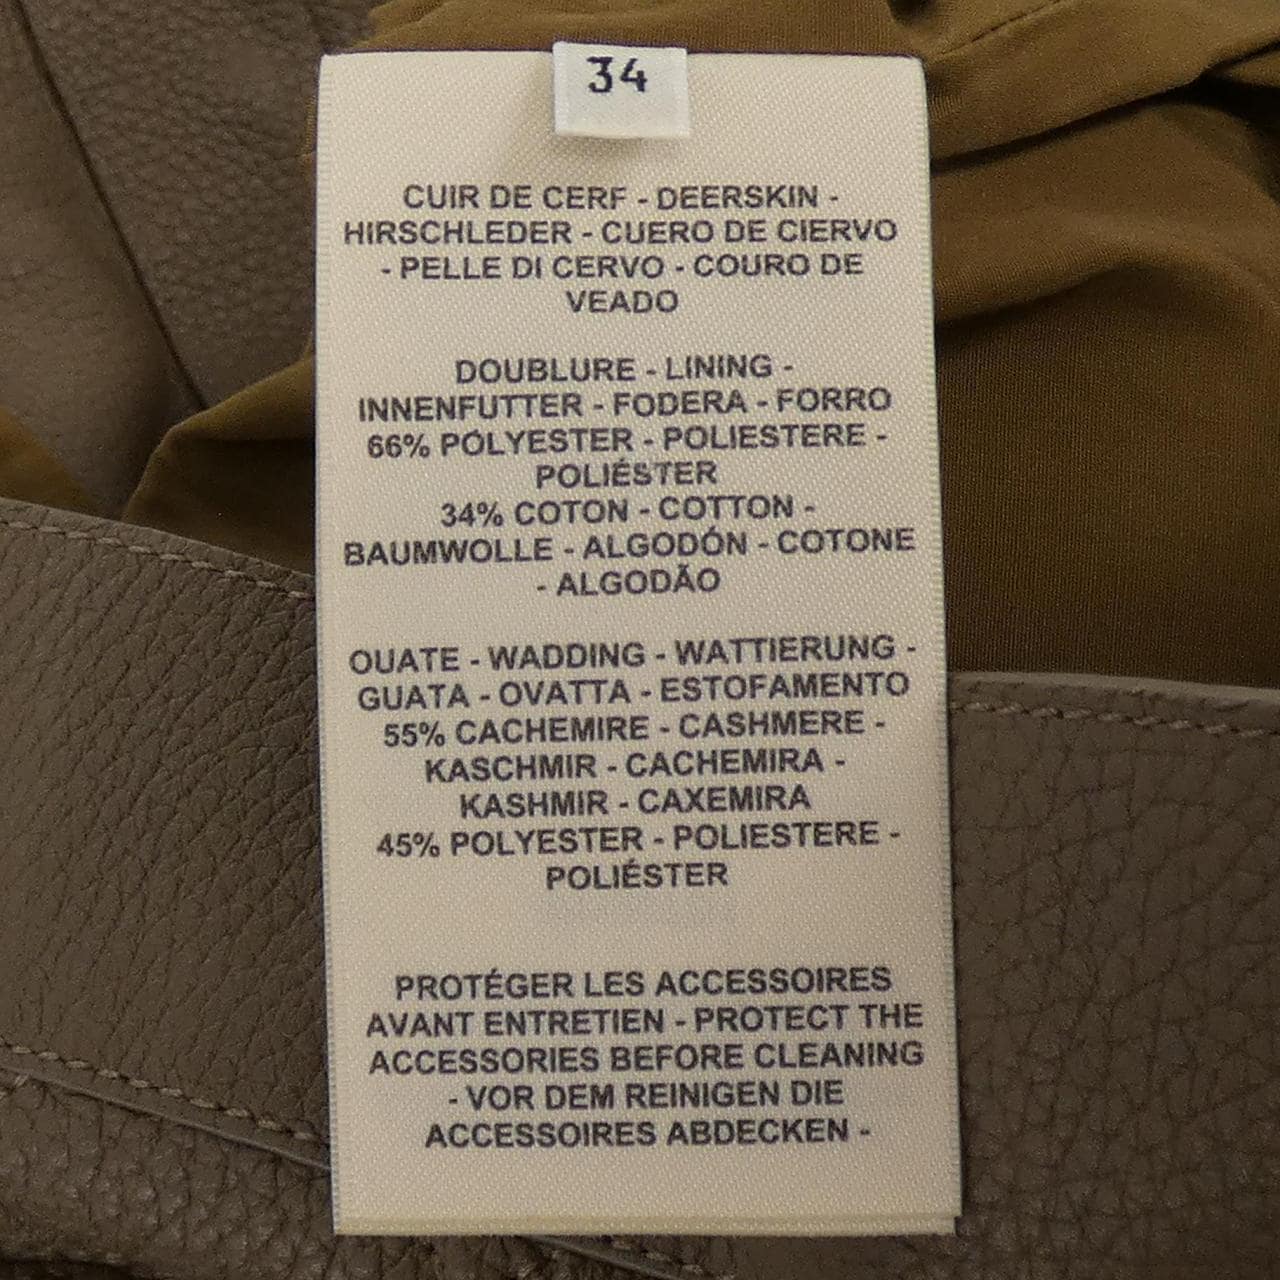 34
CUIR DE CERF - DEERSKIN -
HIRSCHLEDER - CUERO DE CIERVO
- PELLE DI CERVO - COURO DE
VEADO
DOUBLURE - LINING -
INNENFUTTER - FODERA - FORRO
66% POLYESTER - POLIESTERE -
POLIÉSTER
34% COTON - COTTON -
BAUMWOLLE - ALGODÓN - COTONE
- ALGODÃO
OUATE - WADDING - WATTIERUNG -
GUATA - OVATTA - ESTOFAMENTO
55% CACHEMIRE - CASHMERE -
KASCHMIR - CACHEMIRA -
KASHMIR - CAXEMIRA
45% POLYESTER - POLIESTERE -
POLIÉSTER
PROTÉGER LES ACCESSOIRES
AVANT ENTRETIEN - PROTECT THE
ACCESSORIES BEFORE CLEANING
- VOR DEM REINIGEN DIE
ACCESSOIRES ABDECKEN -